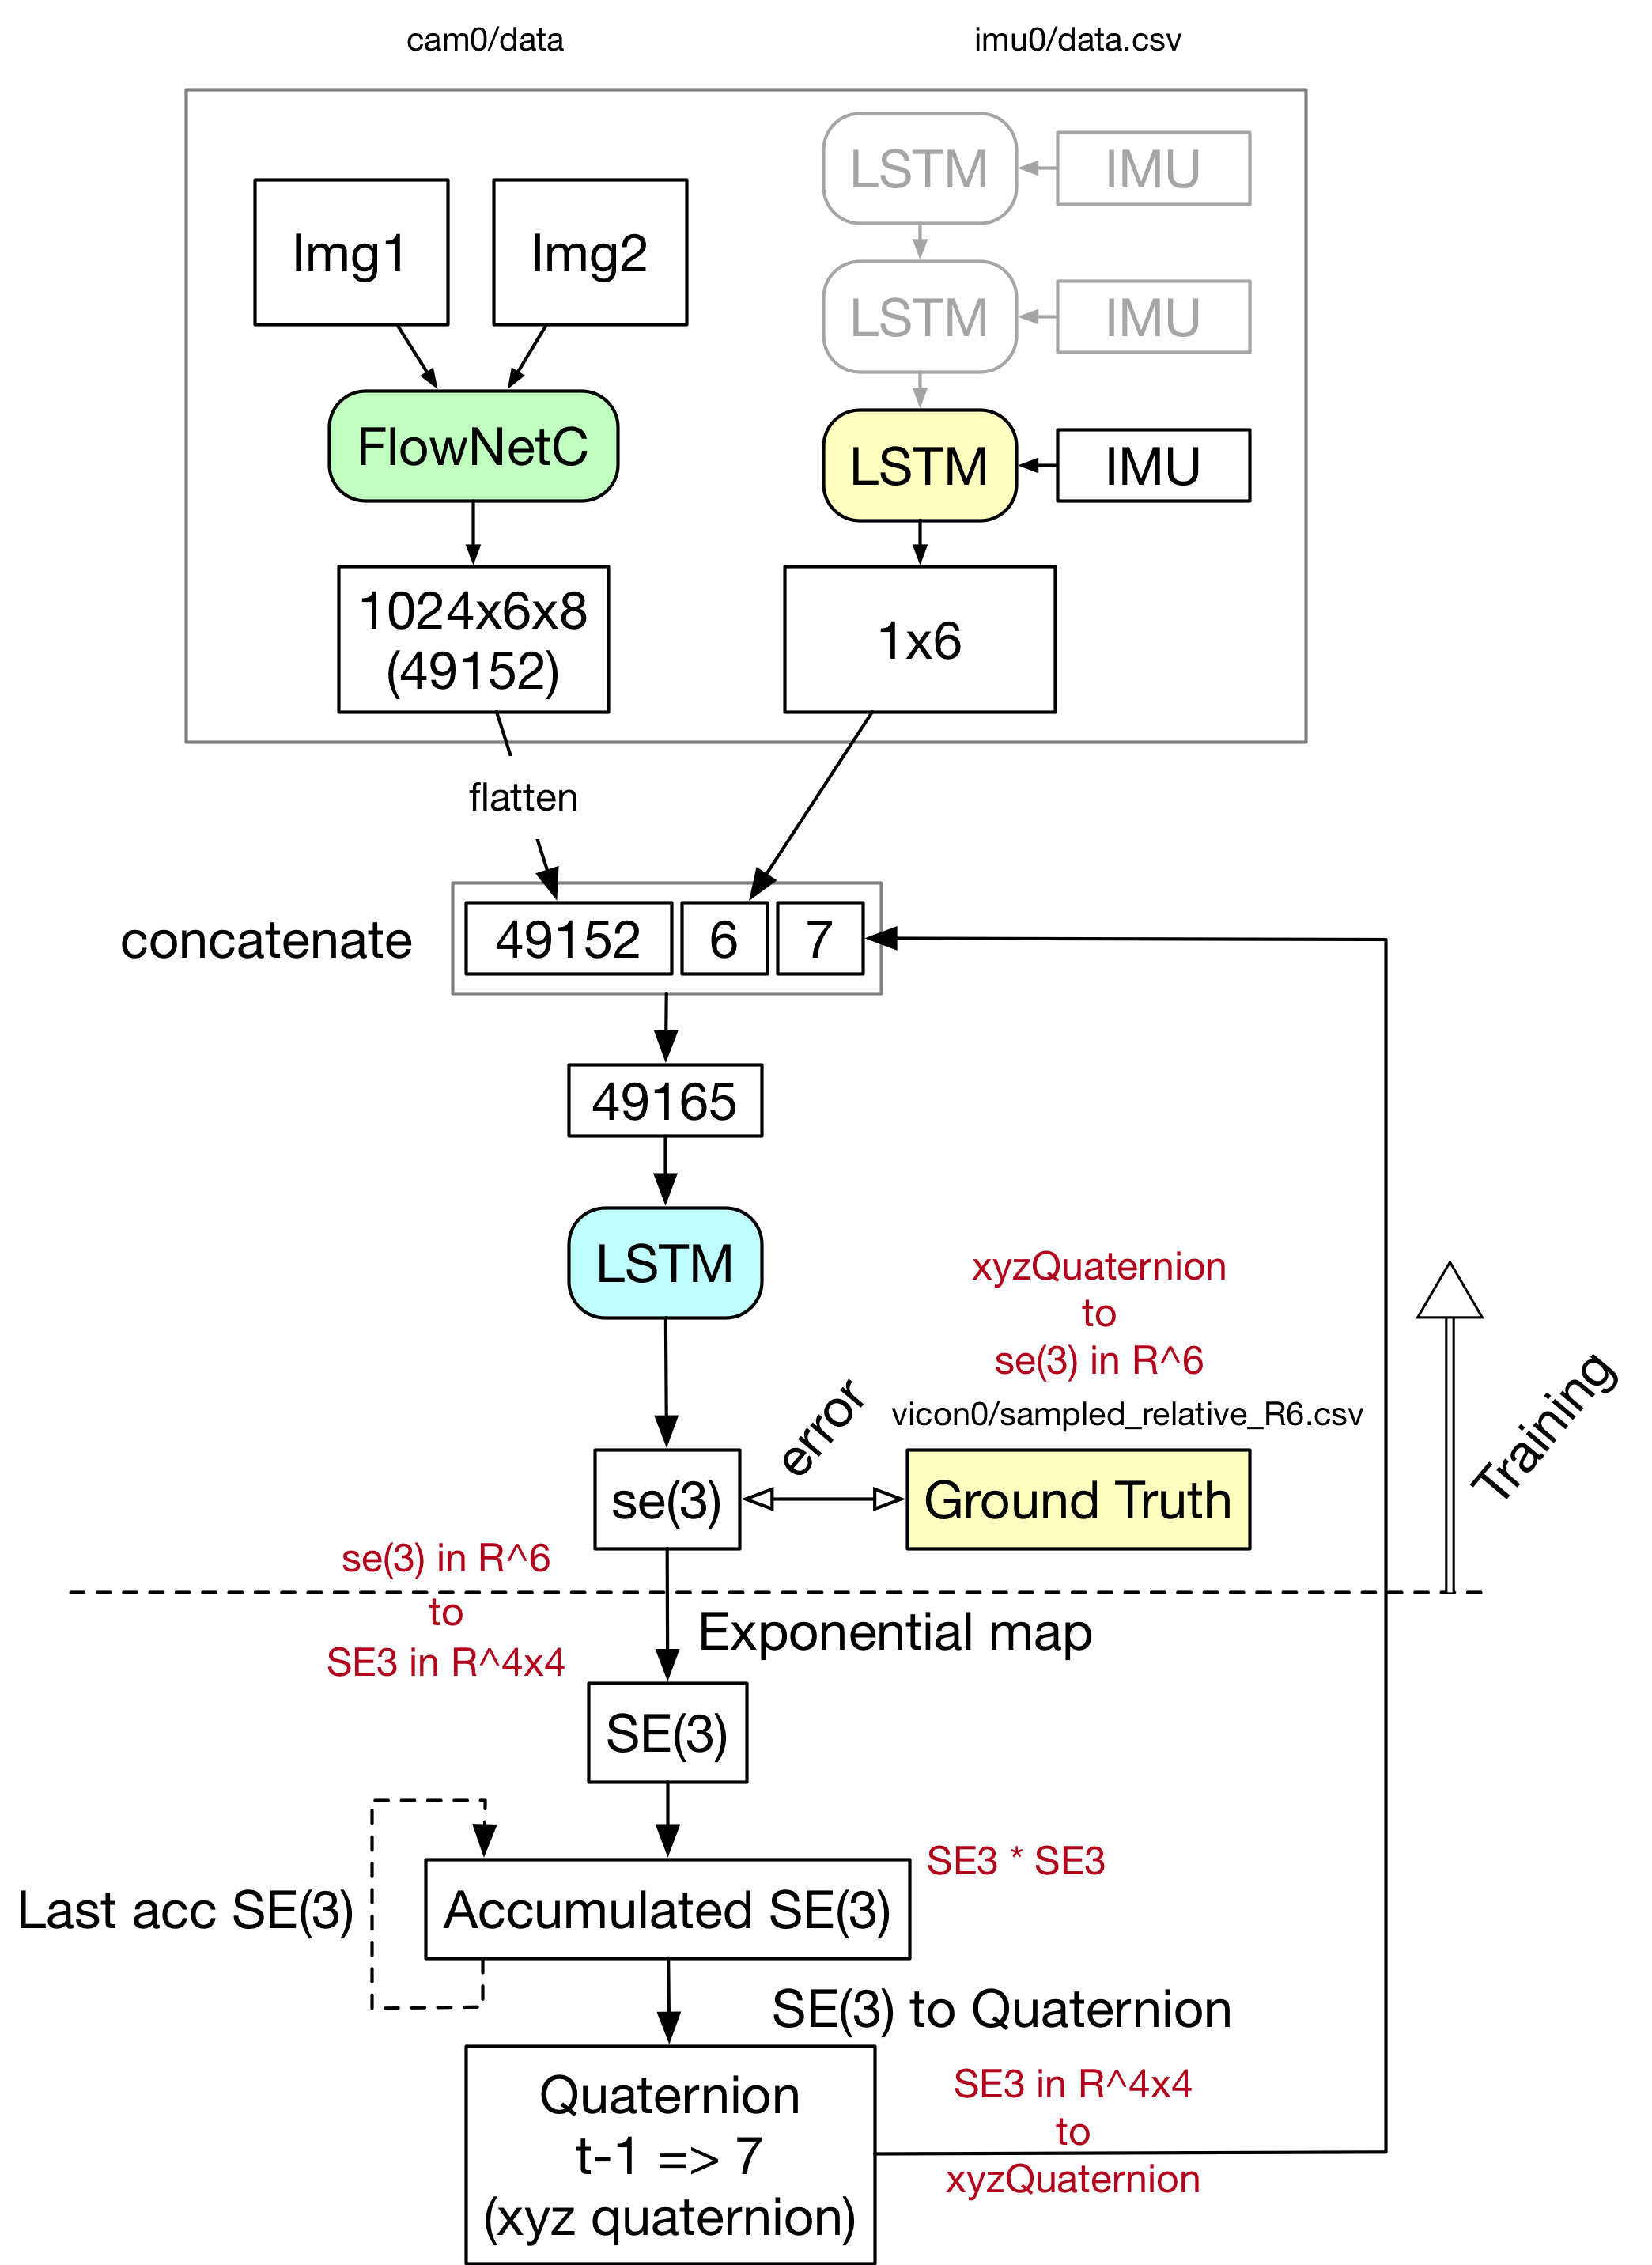 cam0/data
imu0/data.csv
LSTM
IMU
Img1
Img2
LSTM
IMU
FlowNetC
LSTM
IMU
1024x6x8
(49152)
1x6
flatten
concatenate
49152
6
7
49165
LSTM
xyzQuaternion
to
se(3) in R^6
vicon0/sampled_relative_R6.csv
error
Training
se(3)
Ground Truth
se(3) in R^6
to
SE3 in R^4x4
Exponential map
SE(3)
SE3 * SE3
Last acc SE(3)
Accumulated SE(3)
SE(3) to Quaternion
Quaternion
t-1 => 7
(xyz quaternion)
SE3 in R^4x4
to
xyzQuaternion